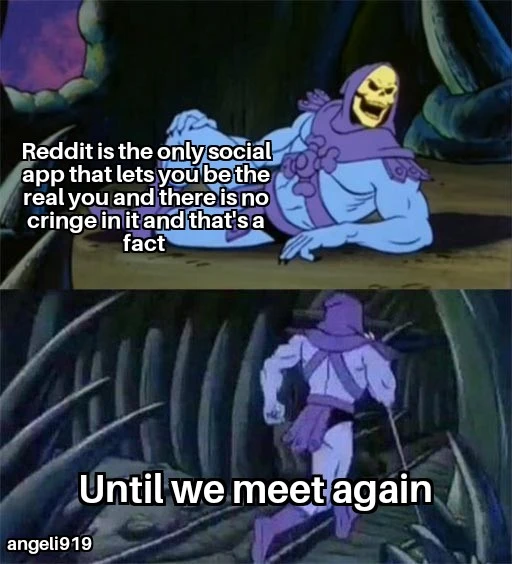 Reddit is the only social
app that lets you be the
real you and there is no
cringe in it and that's a
fact
Until we meet again
angeli919